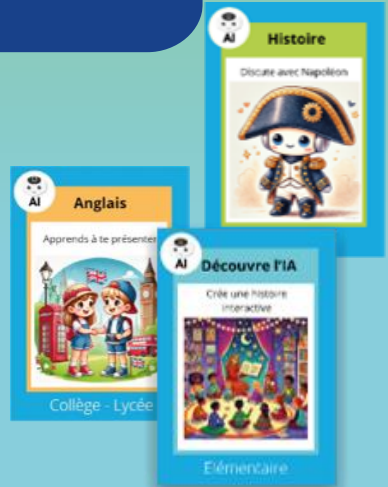 AI
Histoire
Discute avec Napoléon
AI
Anglais
Apprends à te présenter
Collège - Lycée
AI
Découvre l'IA
Crée une histoire
interactive
Elémentaire